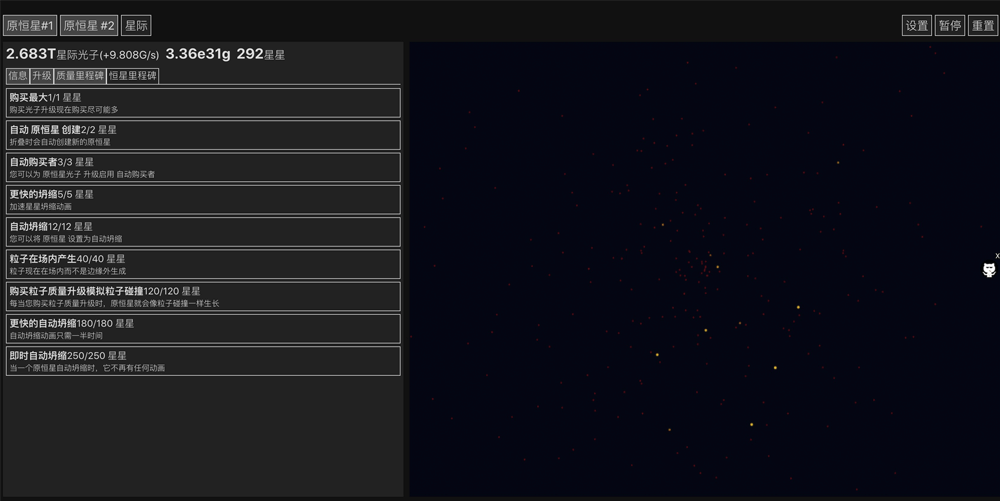 原恒星#1 原恒星 #2 星际 设置 暂停 重置
2.683T星际光子(+9.808G/s) 3.36e31g 292星星
信息 升级 质量里程碑 恒星里程碑
购买最大1/1 星星
购买光子升级现在购买尽可能多
自动 原恒星 创建2/2 星星
折叠时会自动创建新的原恒星
自动购买者3/3 星星
您可以为 原恒星光子 升级启用 自动购买者
更快的坍缩5/5 星星
加速星星坍缩动画
自动坍缩12/12 星星
您可以将 原恒星 设置为自动坍缩
粒子在场内产生40/40 星星
粒子现在在场内而不是边缘外生成
购买粒子质量升级模拟粒子碰撞120/120 星星
每当您购买粒子质量升级时，原恒星就会像粒子碰撞一样生长
更快的自动坍缩180/180 星星
自动坍缩动画只需一半时间
即时自动坍缩250/250 星星
当一个原恒星自动坍缩时，它不再有任何动画
x